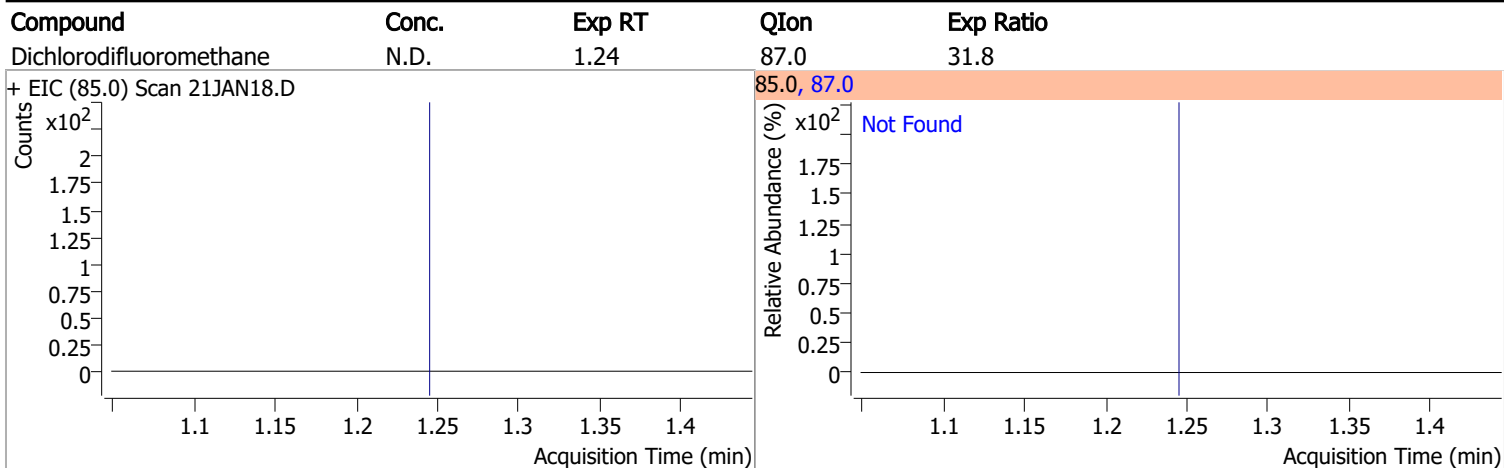 Compound Conc. Exp RT QIon Exp Ratio
Dichlorodifluoromethane N.D. 1.24 87.0 31.8
+ EIC (85.0) Scan 21JAN18.D
Counts
x10²
2
1.75
1.5
1.25
1
0.75
0.5
0.25
0
1.1 1.15 1.2 1.25 1.3 1.35 1.4
Acquisition Time (min)
85.0, 87.0
Relative Abundance (%)
x10²
Not Found
1.75
1.5
1.25
1
0.75
0.5
0.25
0
1.1 1.15 1.2 1.25 1.3 1.35 1.4
Acquisition Time (min)